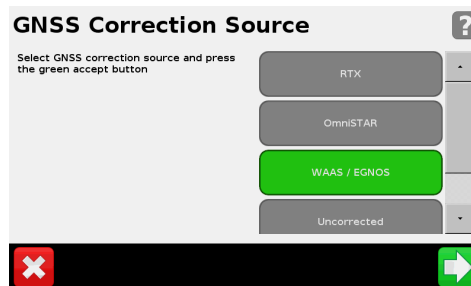 GNSS Correction Source
?
Select GNSS correction source and press
the green accept button
RTX
OmniSTAR
WAAS / EGNOS
Uncorrected